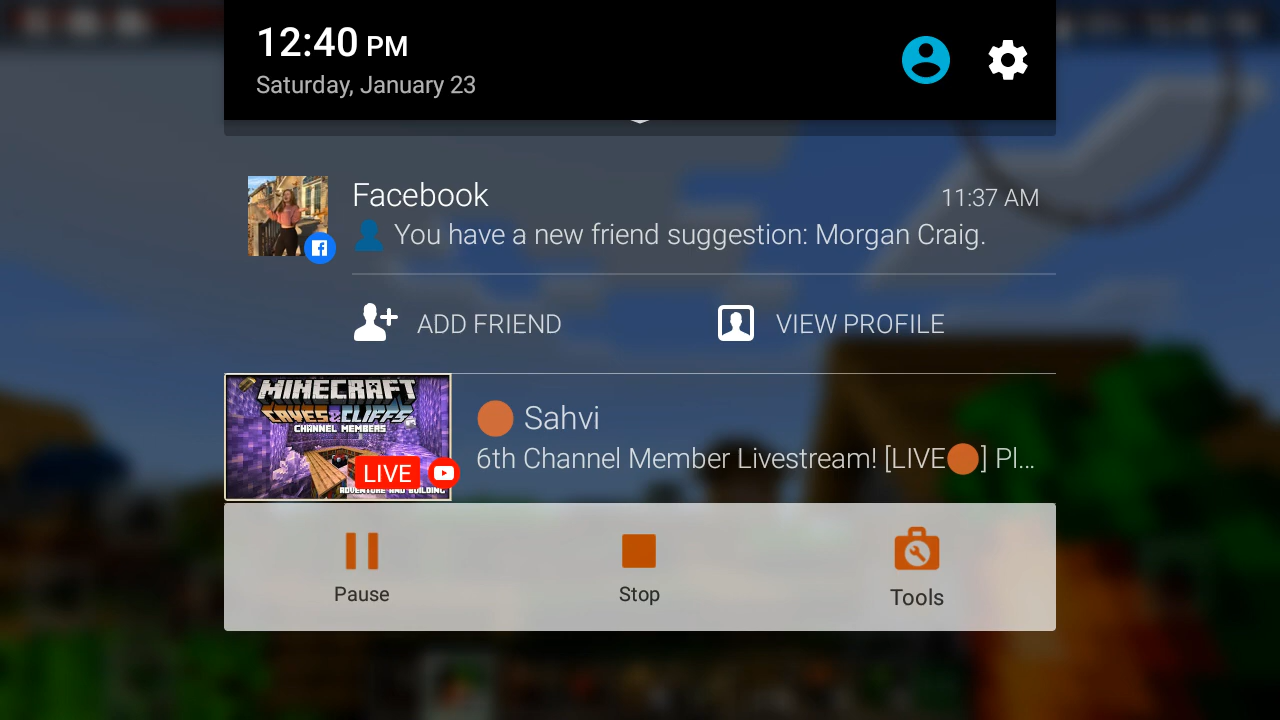 12:40 PM
Saturday, January 23
Facebook
11:37 AM
You have a new friend suggestion: Morgan Craig.
ADD FRIEND
VIEW PROFILE
MINECRAFT
CAVES & CLIFFS
CHANNEL MEMBERS
LIVE
ADVENTURE AND BUILDING
🟠 Sahvi
6th Channel Member Livestream! [LIVE🟠] Pl...
Pause
Stop
Tools